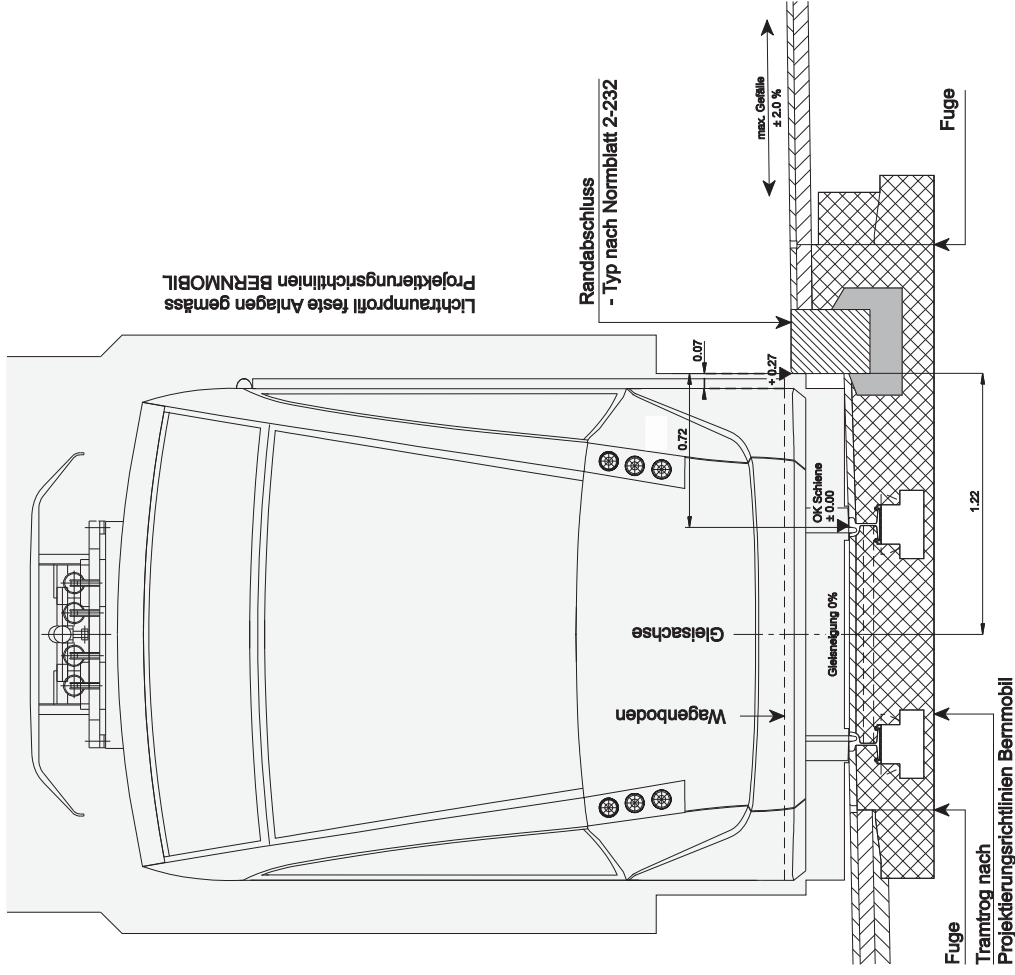 Lichtraumprofil feste Anlagen gemäss
Projektierungsrichtlinien BERNMOBIL
Randabschluss
- Typ nach Normblatt 2-232
max. Gefälle
± 2.0 %
Fuge
0.07
+ 0.27
0.72
OK Schiene
± 0.00
1.22
Gleisachse
Gleisneigung 0%
Wagenboden
Fuge
Tramtrog nach
Projektierungsrichtlinien Bernmobil